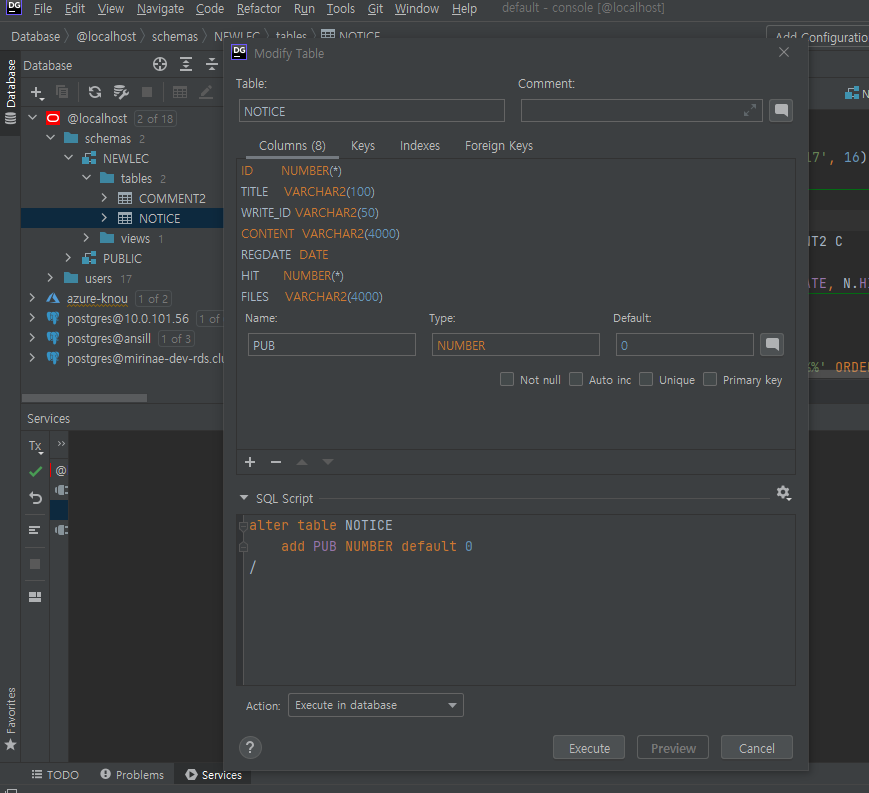 DG File Edit View Navigate Code Refactor Run Tools Git Window Help default - console [@localhost]
Database @localhost schemas NEWLEC tables NOTICE
Add Configuratio
Database
Database
@localhost 2 of 18
schemas 2
NEWLEC
tables 2
COMMENT2
NOTICE
views 1
PUBLIC
users 17
azure-knou 1 of 2
postgres@10.0.101.56 1 of
postgres@ansill 1 of 3
postgres@mirinae-dev-rds.clu
Services
Tx
@
Favorites
DG Modify Table
Table: Comment:
NOTICE
Columns (8) Keys Indexes Foreign Keys
ID NUMBER(*)
TITLE VARCHAR2(100)
WRITE_ID VARCHAR2(50)
CONTENT VARCHAR2(4000)
REGDATE DATE
HIT NUMBER(*)
FILES VARCHAR2(4000)
Name: Type: Default:
PUB NUMBER 0
Not null Auto inc Unique Primary key
SQL Script
alter table NOTICE
add PUB NUMBER default 0
/
Action: Execute in database
? Execute Preview Cancel
N
17', 16)
NT2 C
ATE, N.HI
%' ORDER
TODO Problems Services